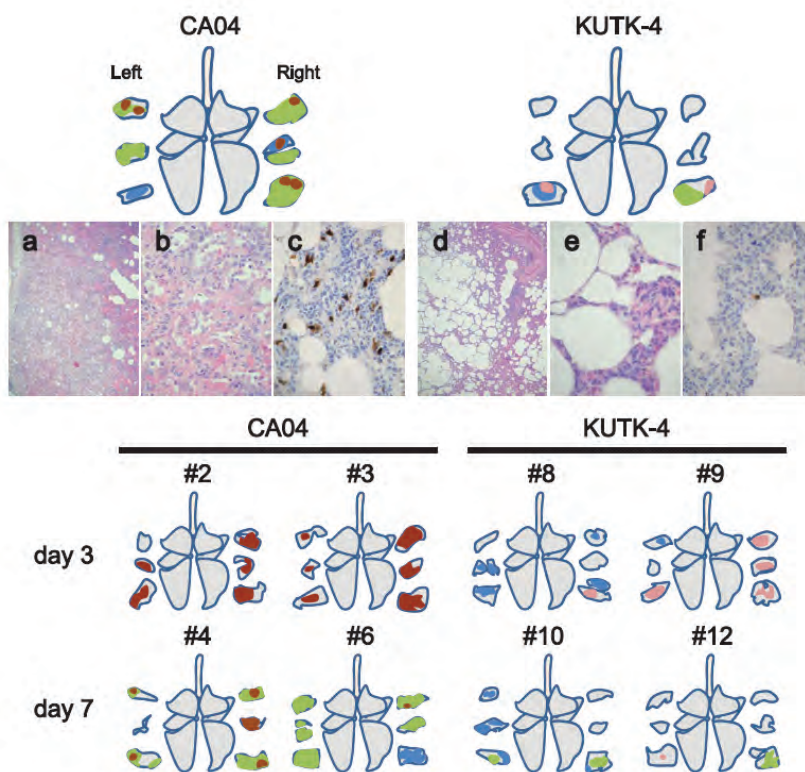 CA04 KUTK-4
Left Right
a b c d e f
CA04 KUTK-4
#2 #3 #8 #9
day 3
#4 #6 #10 #12
day 7